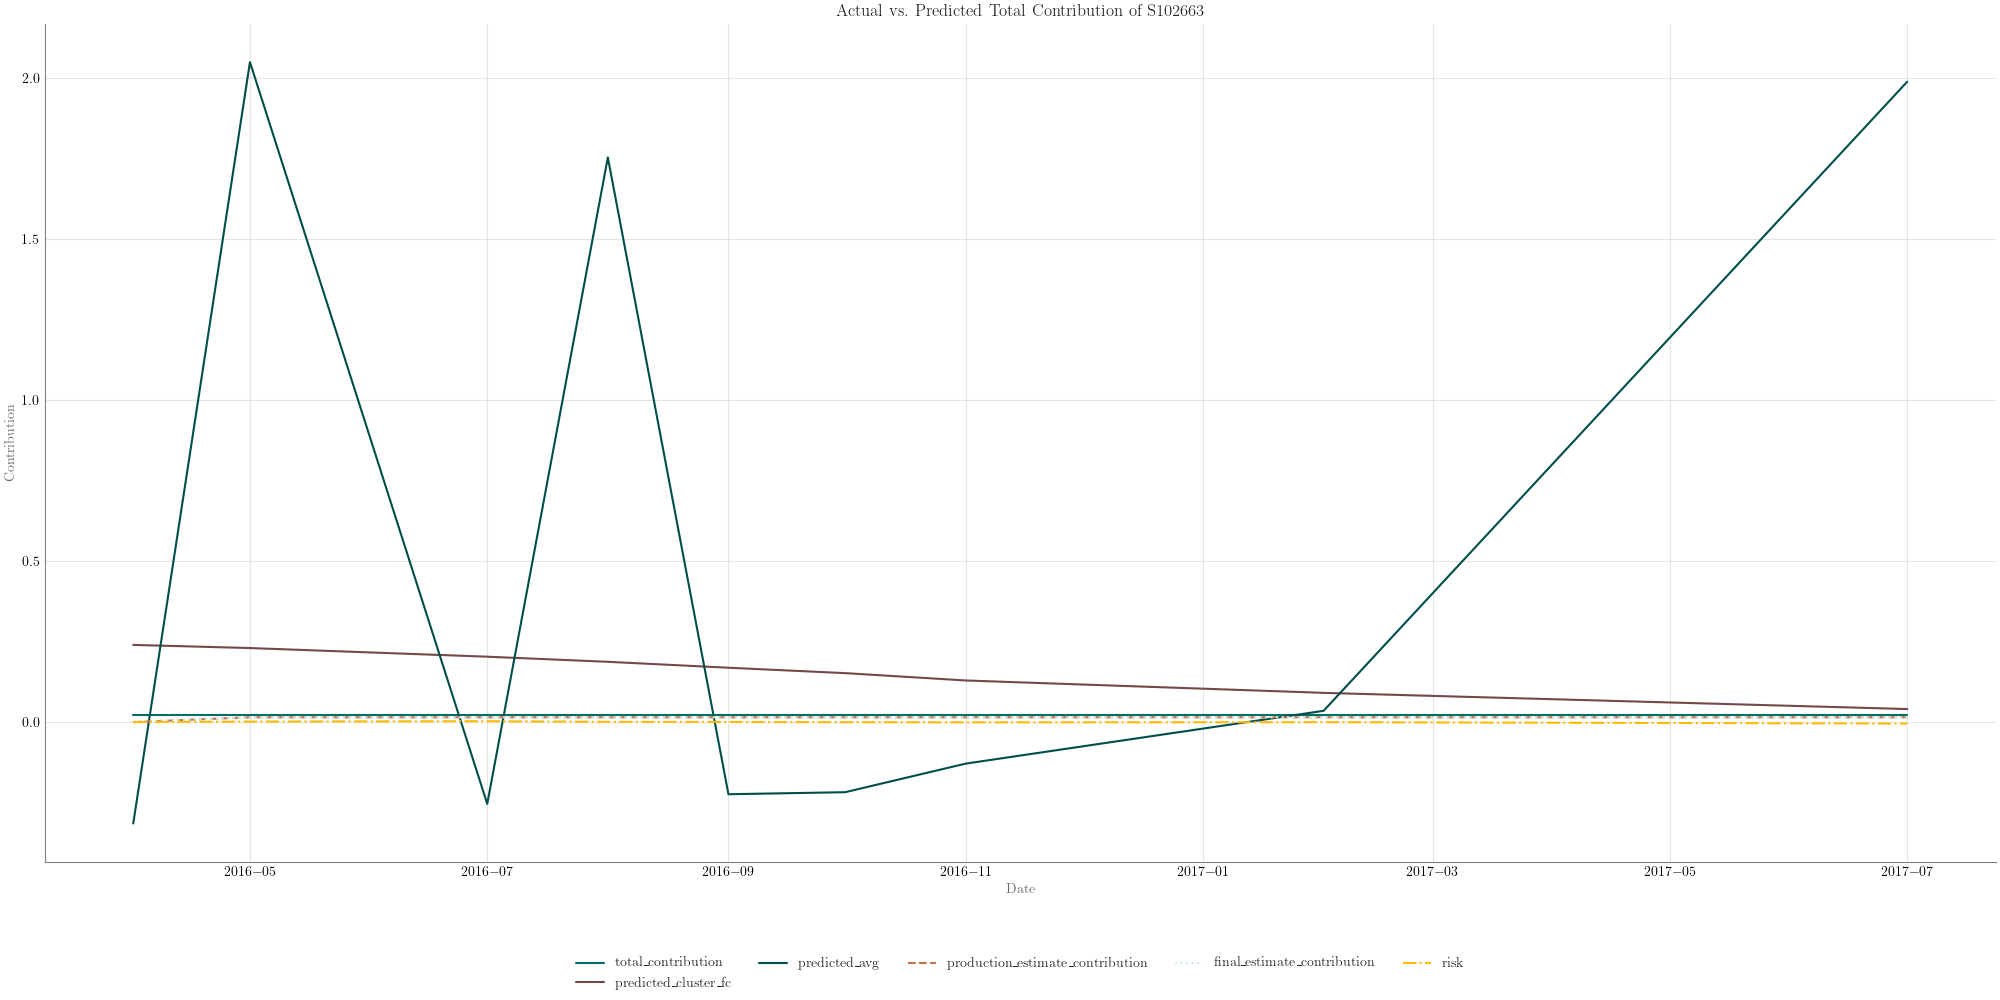 Actual vs. Predicted Total Contribution of S102663
2.0
1.5
1.0
0.5
0.0
Contribution
2016−05 2016−07 2016−09 2016−11 2017−01 2017−03 2017−05 2017−07
Date
total_contribution predicted_avg production_estimate_contribution final_estimate_contribution risk
predicted_cluster_fc